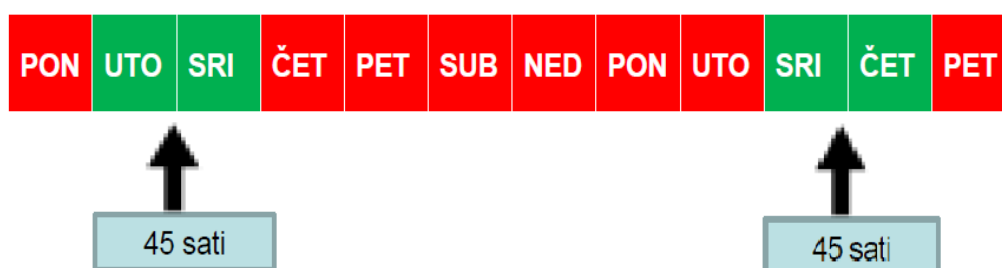 PON UTO SRI ČET PET SUB NED PON UTO SRI ČET PET
45 sati 45 sati